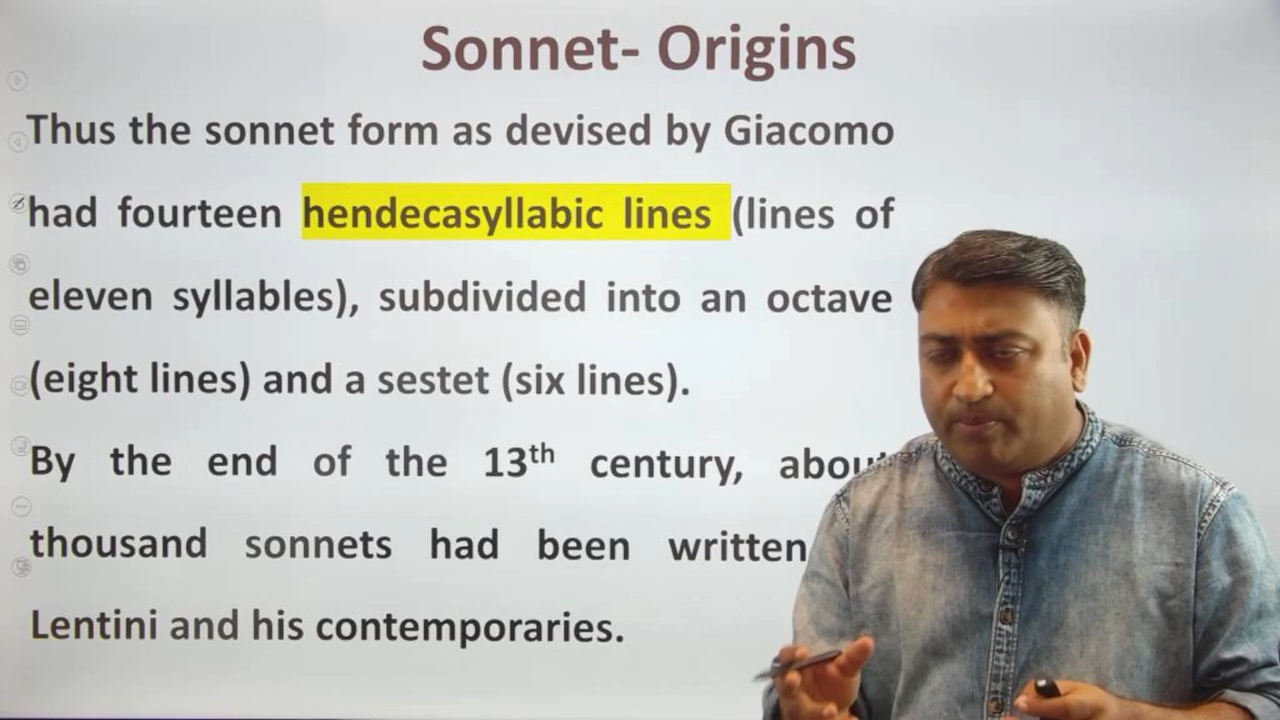 Sonnet- Origins
Thus the sonnet form as devised by Giacomo
had fourteen hendecasyllabic lines (lines of
eleven syllables), subdivided into an octave
(eight lines) and a sestet (six lines).
By the end of the 13th century, about
thousand sonnets had been written
Lentini and his contemporaries.